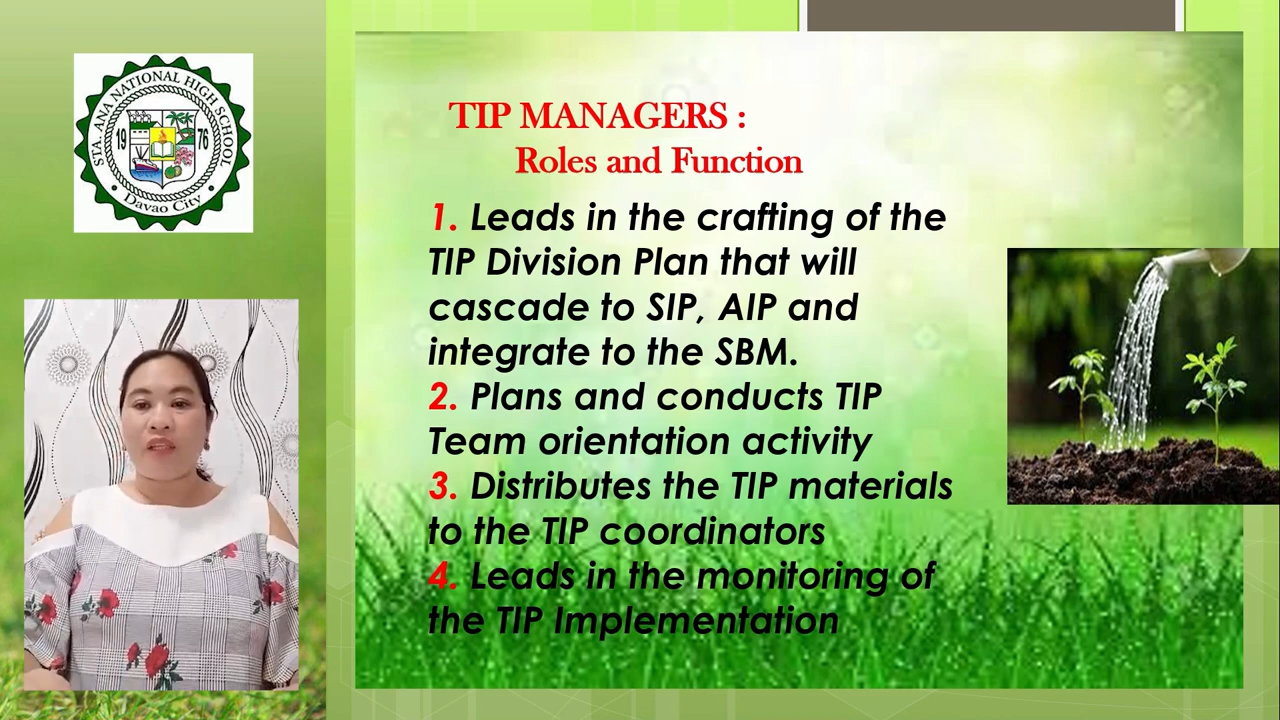 STA. ANA NATIONAL HIGH SCHOOL
19 76
Davao City
TIP MANAGERS :
Roles and Function
1. Leads in the crafting of the
TIP Division Plan that will
cascade to SIP, AIP and
integrate to the SBM.
2. Plans and conducts TIP
Team orientation activity
3. Distributes the TIP materials
to the TIP coordinators
4. Leads in the monitoring of
the TIP Implementation